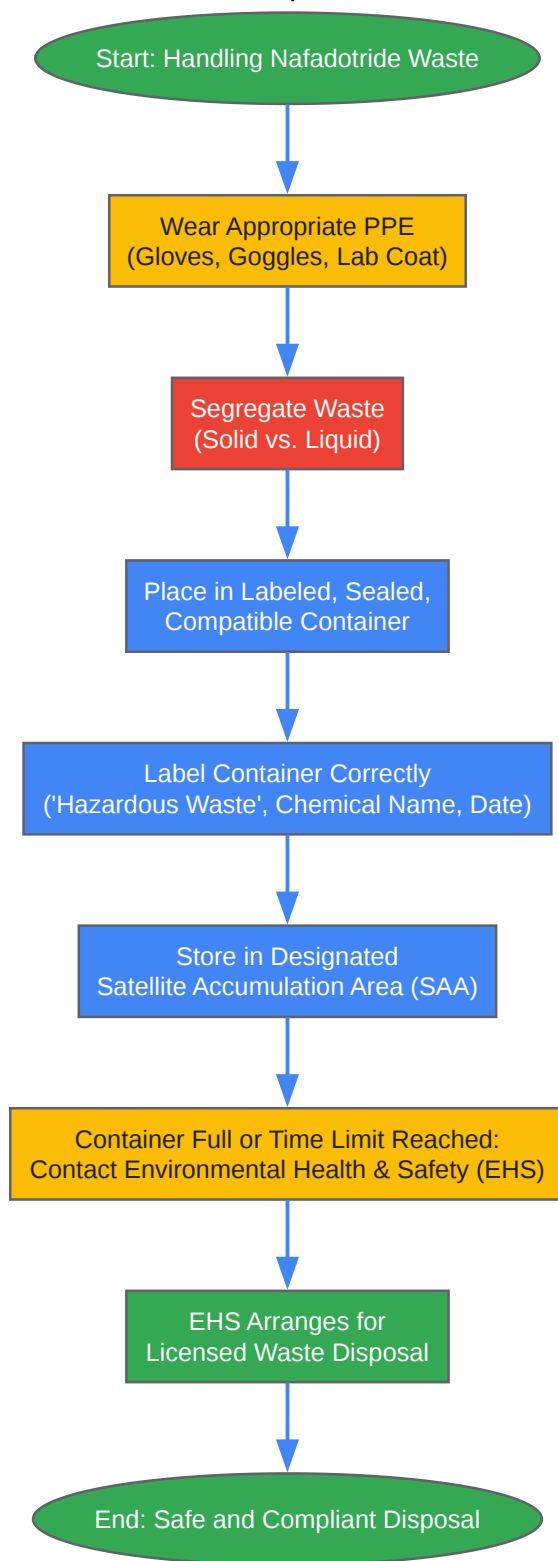 Start: Handling Nafadotride Waste
Wear Appropriate PPE
(Gloves, Goggles, Lab Coat)
Segregate Waste
(Solid vs. Liquid)
Place in Labeled, Sealed,
Compatible Container
Label Container Correctly
('Hazardous Waste', Chemical Name, Date)
Store in Designated
Satellite Accumulation Area (SAA)
Container Full or Time Limit Reached:
Contact Environmental Health & Safety (EHS)
EHS Arranges for
Licensed Waste Disposal
End: Safe and Compliant Disposal